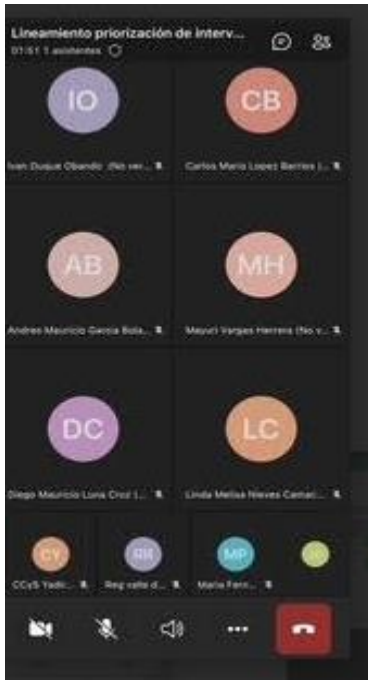 Lineamiento priorización de interv...
01:51 1 asistentes
IO
CB
Ivan Duque Obando (No ver...
Carlos Mario Lopez Barrios (...
AB
MH
Andres Mauricio Garcia Bola...
Mayuri Vargas Herrera (No v...
DC
LC
Diego Mauricio Luna Cruz (...
Linda Melisa Nieves Camac...
CY
RH
MP
CCyS Yadi...
Reg valle d...
Maria Fern...